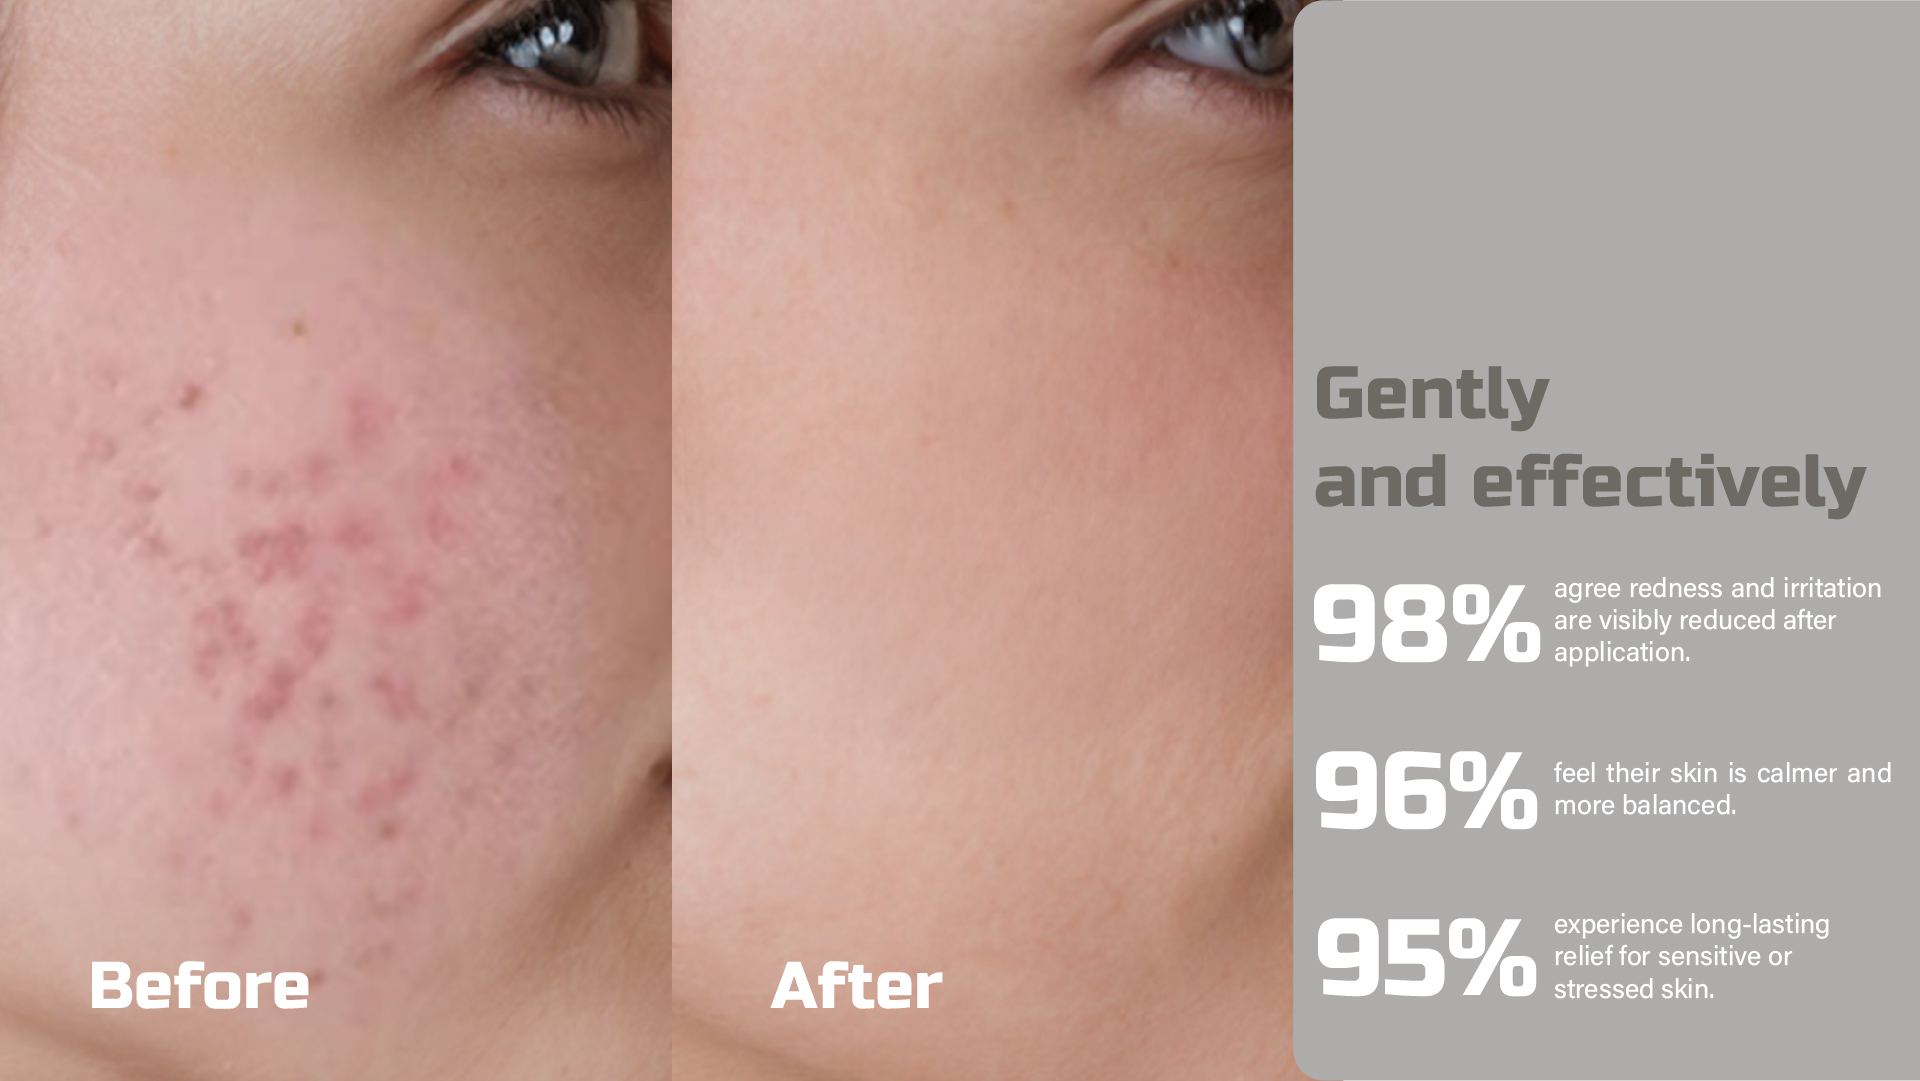 Before
After
Gently
and effectively
98%
agree redness and irritation
are visibly reduced after
application.
96%
feel their skin is calmer and
more balanced.
95%
experience long-lasting
relief for sensitive or
stressed skin.